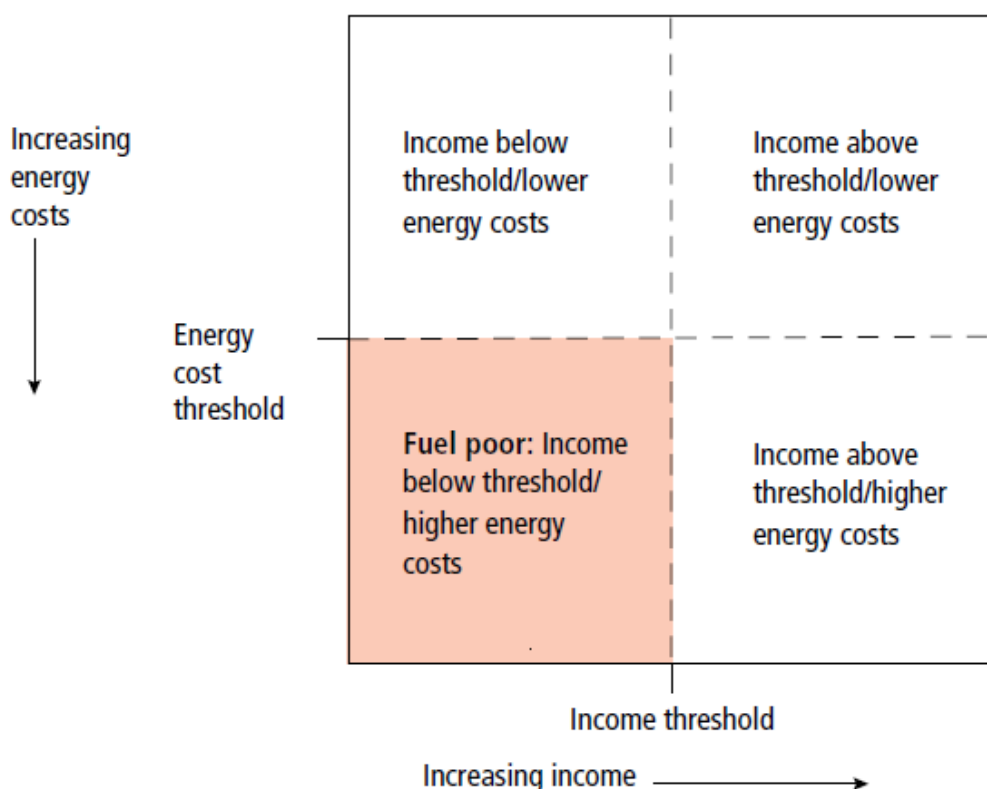 Increasing
energy
costs
Income below
threshold/lower
energy costs
Income above
threshold/lower
energy costs
Energy
cost
threshold
Fuel poor: Income
below threshold/
higher energy
costs
Income above
threshold/higher
energy costs
Income threshold
Increasing income